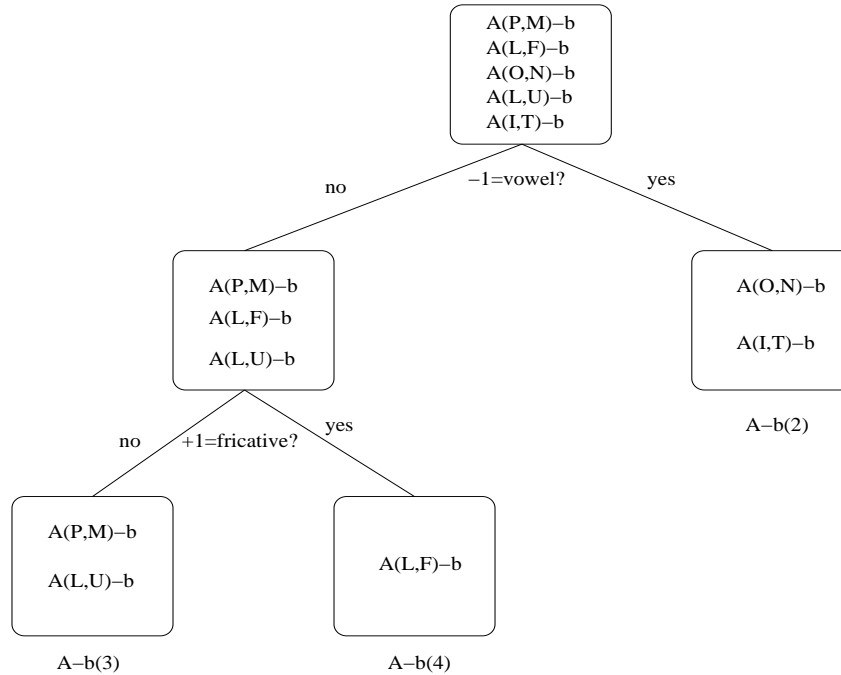 A(P,M)−b
A(L,F)−b
A(O,N)−b
A(L,U)−b
A(I,T)−b
no
−1=vowel?
yes
A(P,M)−b
A(L,F)−b
A(L,U)−b
A(O,N)−b
A(I,T)−b
A−b(2)
no
+1=fricative?
yes
A(P,M)−b
A(L,U)−b
A(L,F)−b
A−b(3)
A−b(4)